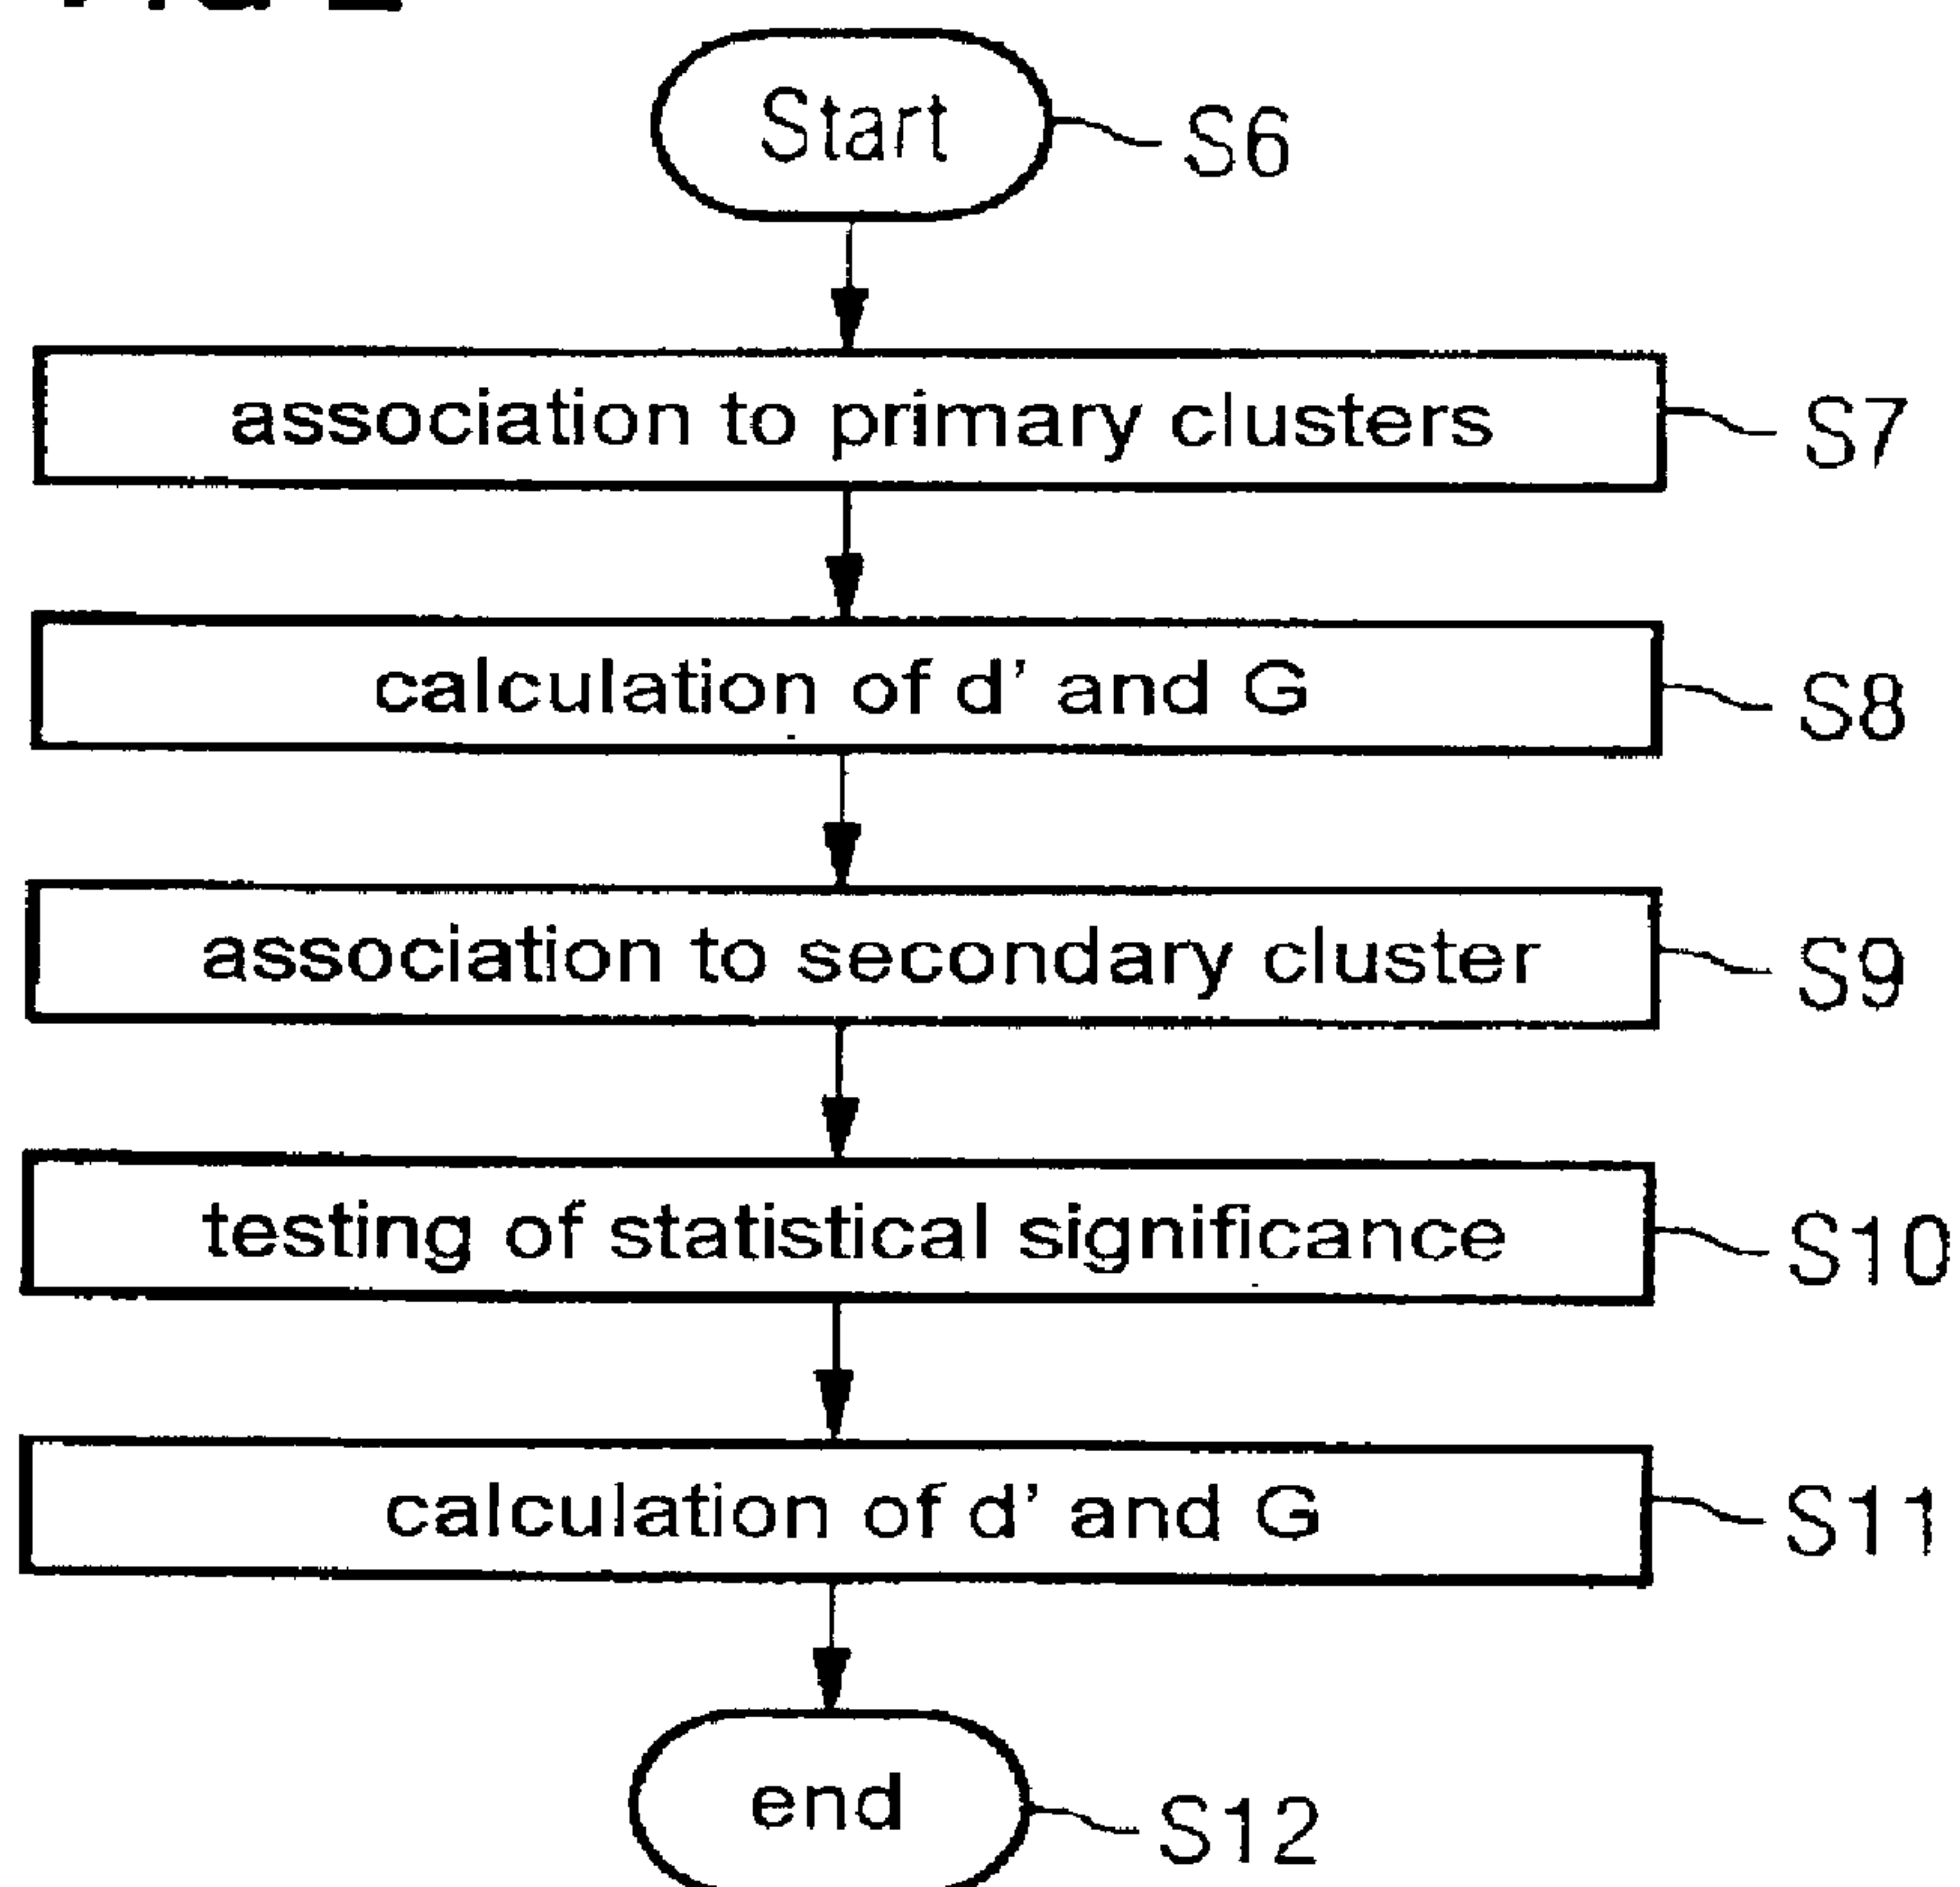 Start S6
association to primary clusters S7
calculation of d' and G S8
association to secondary cluster S9
testing of statistical significance S10
calculation of d' and G S11
end S12